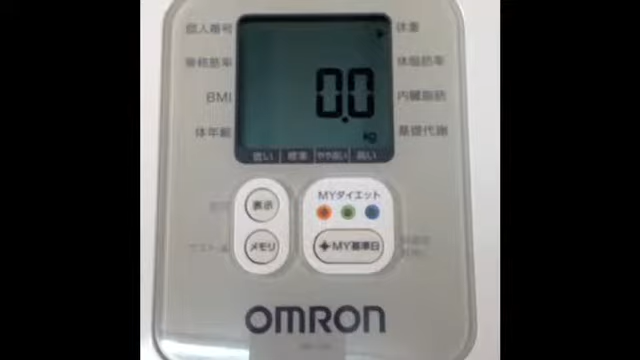 個人番号
体重
骨格筋率
体脂肪率
BMI
内臓脂肪
体年齢
基礎代謝
0.0
kg
低い 標準 やや高い 高い
表示
メモリ
MYダイエット
MY基準日
OMRON